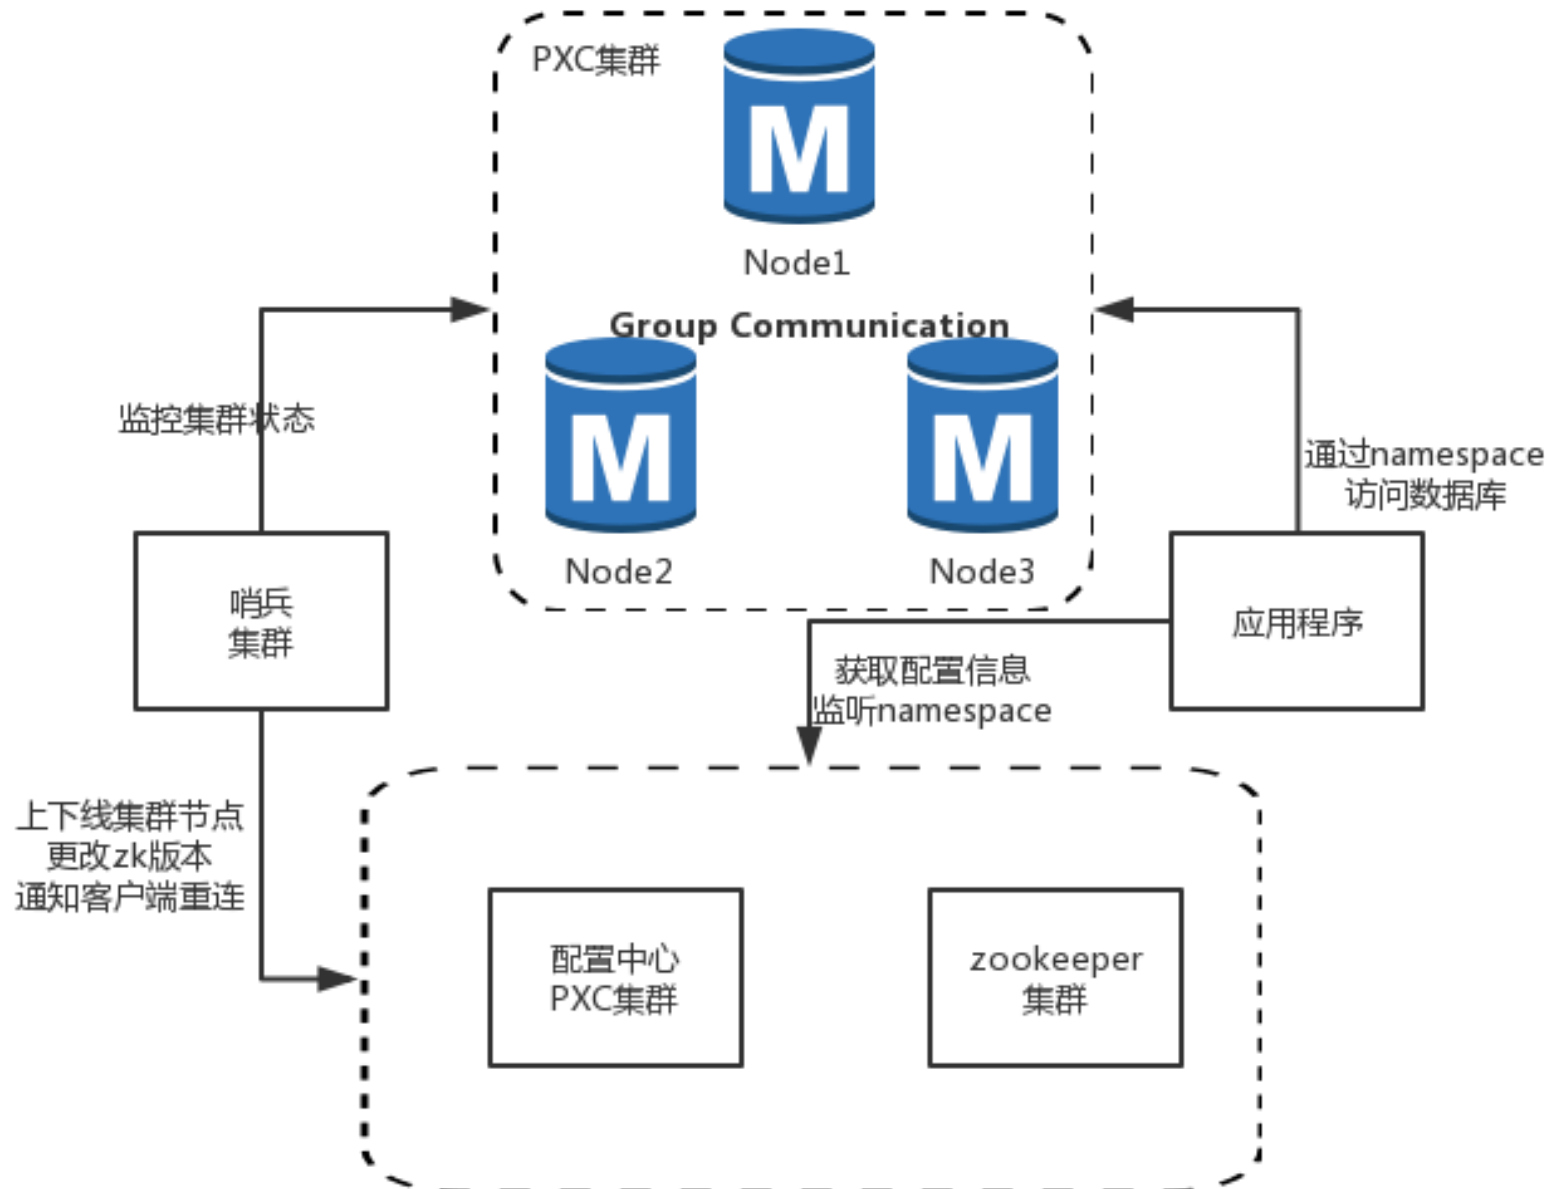 PXC集群
M
Node1
Group Communication
M
M
Node2
Node3
监控集群状态
通过namespace
访问数据库
哨兵
集群
应用程序
获取配置信息
监听namespace
上下线集群节点
更改zk版本
通知客户端重连
配置中心
PXC集群
zookeeper
集群